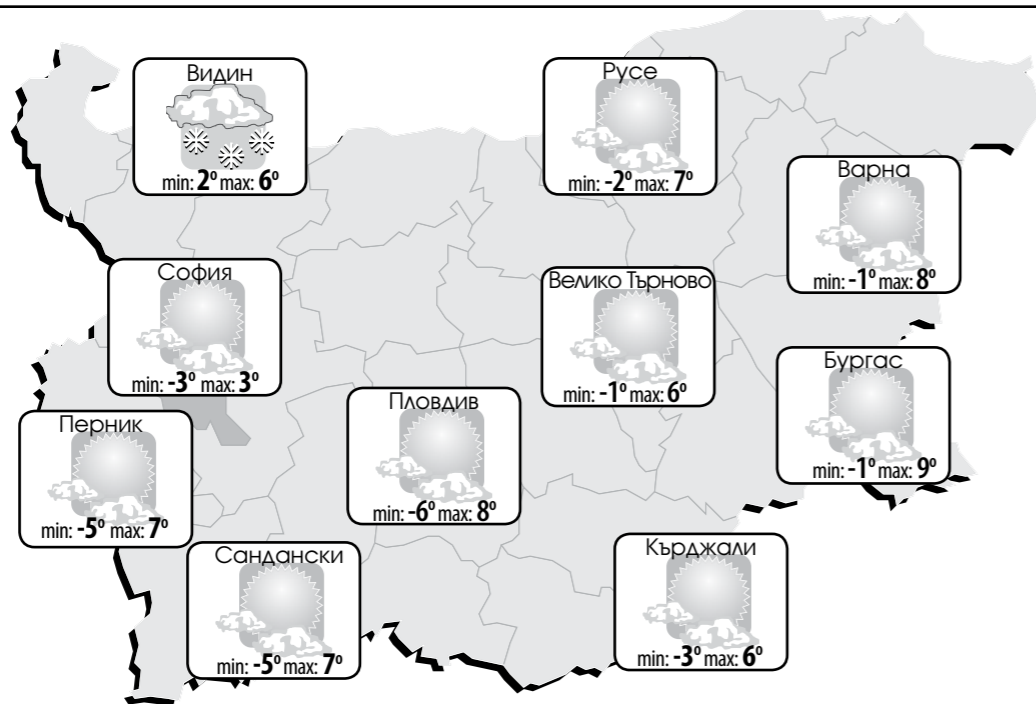 Видин
min: 2° max: 6°
Русе
min: -2° max: 7°
Варна
min: -1° max: 8°
София
min: -3° max: 3°
Велико Търново
min: -1° max: 6°
Бургас
min: -1° max: 9°
Пловдив
min: -6° max: 8°
Перник
min: -5° max: 7°
Сандански
min: -5° max: 7°
Кърджали
min: -3° max: 6°